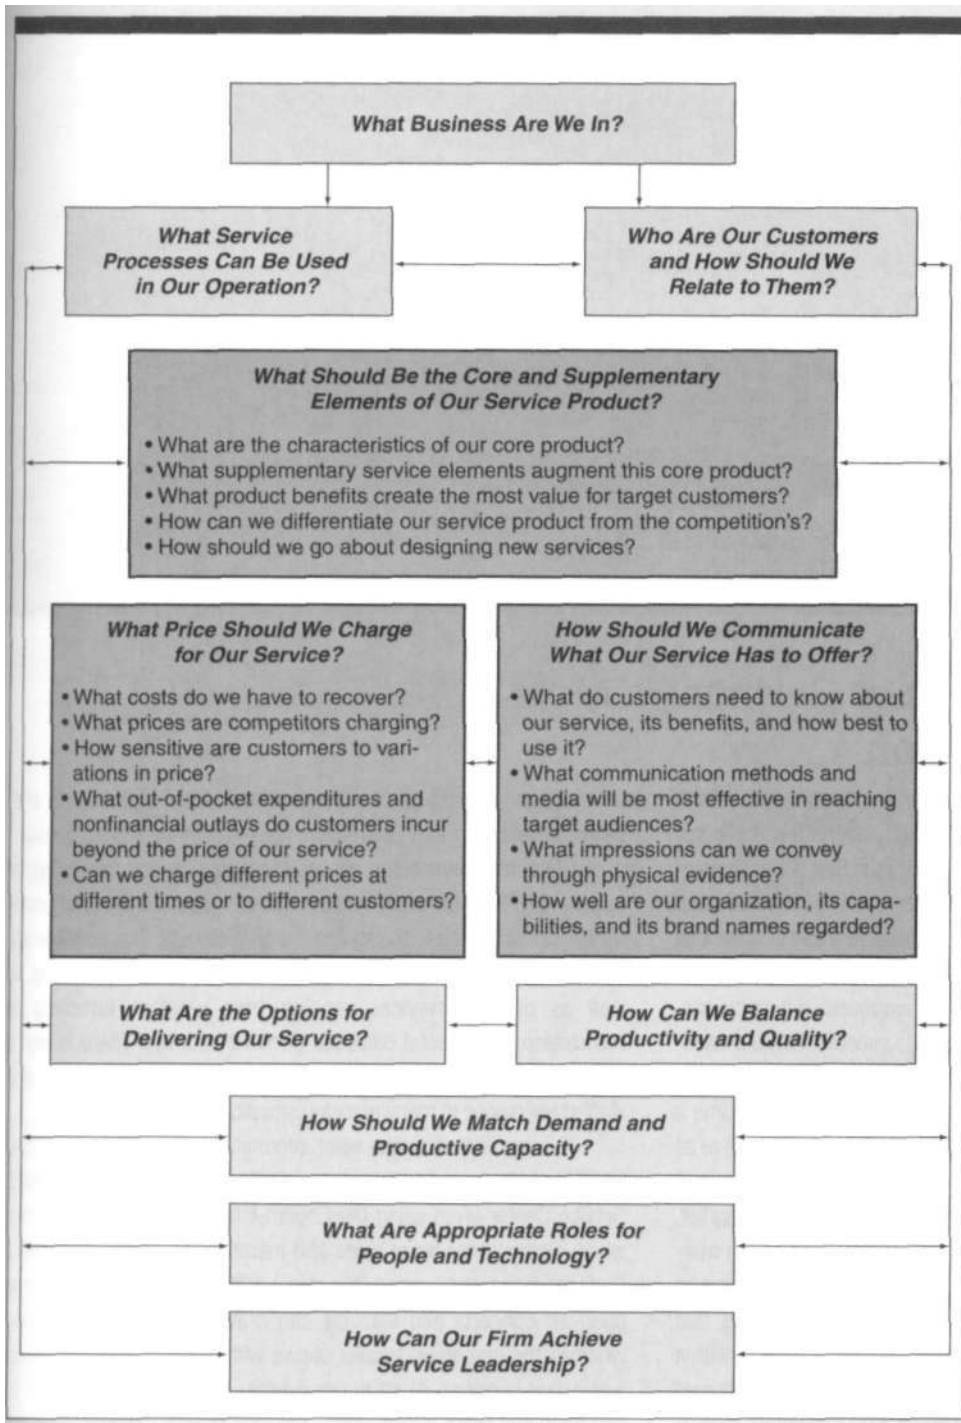 What Business Are We In?
What Service
Processes Can Be Used
in Our Operation?
Who Are Our Customers
and How Should We
Relate to Them?
What Should Be the Core and Supplementary
Elements of Our Service Product?
• What are the characteristics of our core product?
• What supplementary service elements augment this core product?
• What product benefits create the most value for target customers?
• How can we differentiate our service product from the competition's?
• How should we go about designing new services?
What Price Should We Charge
for Our Service?
• What costs do we have to recover?
• What prices are competitors charging?
• How sensitive are customers to vari-
ations in price?
• What out-of-pocket expenditures and
nonfinancial outlays do customers incur
beyond the price of our service?
• Can we charge different prices at
different times or to different customers?
How Should We Communicate
What Our Service Has to Offer?
• What do customers need to know about
our service, its benefits, and how best to
use it?
• What communication methods and
media will be most effective in reaching
target audiences?
• What impressions can we convey
through physical evidence?
• How well are our organization, its capa-
bilities, and its brand names regarded?
What Are the Options for
Delivering Our Service?
How Can We Balance
Productivity and Quality?
How Should We Match Demand and
Productive Capacity?
What Are Appropriate Roles for
People and Technology?
How Can Our Firm Achieve
Service Leadership?